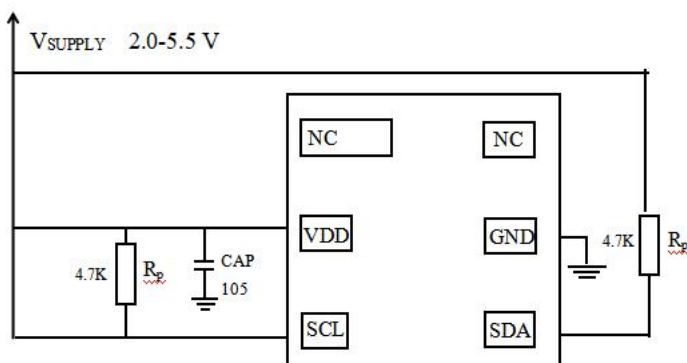 VSUPPLY 2.0-5.5 V
NC
NC
VDD
GND
4.7K
Rp
4.7K
Rp
CAP
105
SCL
SDA